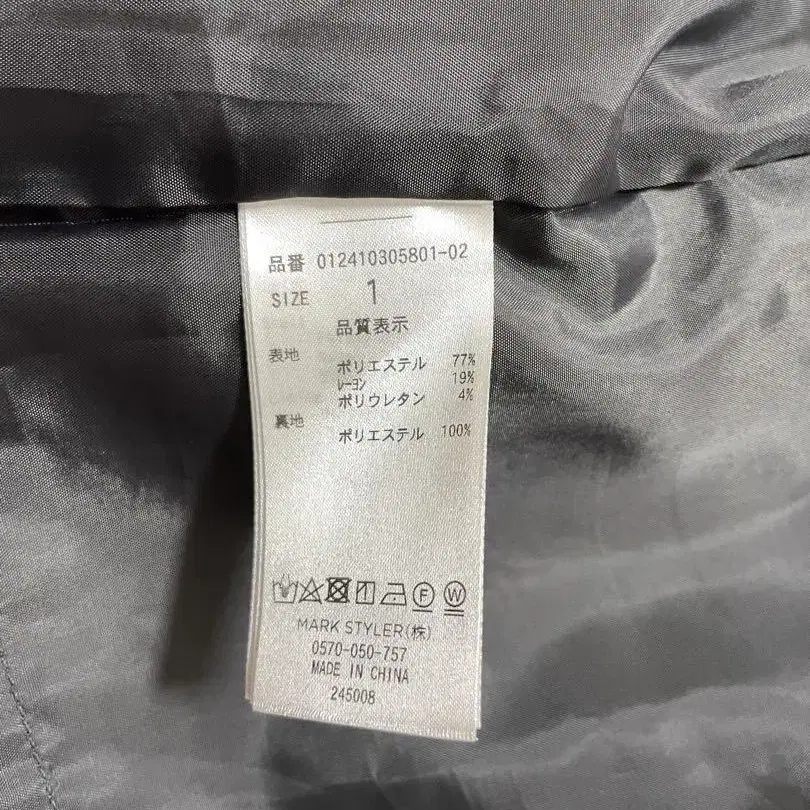 品番 012410305801-02
SIZE 1
品質表示
表地 ポリエステル 77%
レーヨン 19%
ポリウレタン 4%
裏地 ポリエステル 100%
F W
MARK STYLER(株)
0570-050-757
MADE IN CHINA
245008